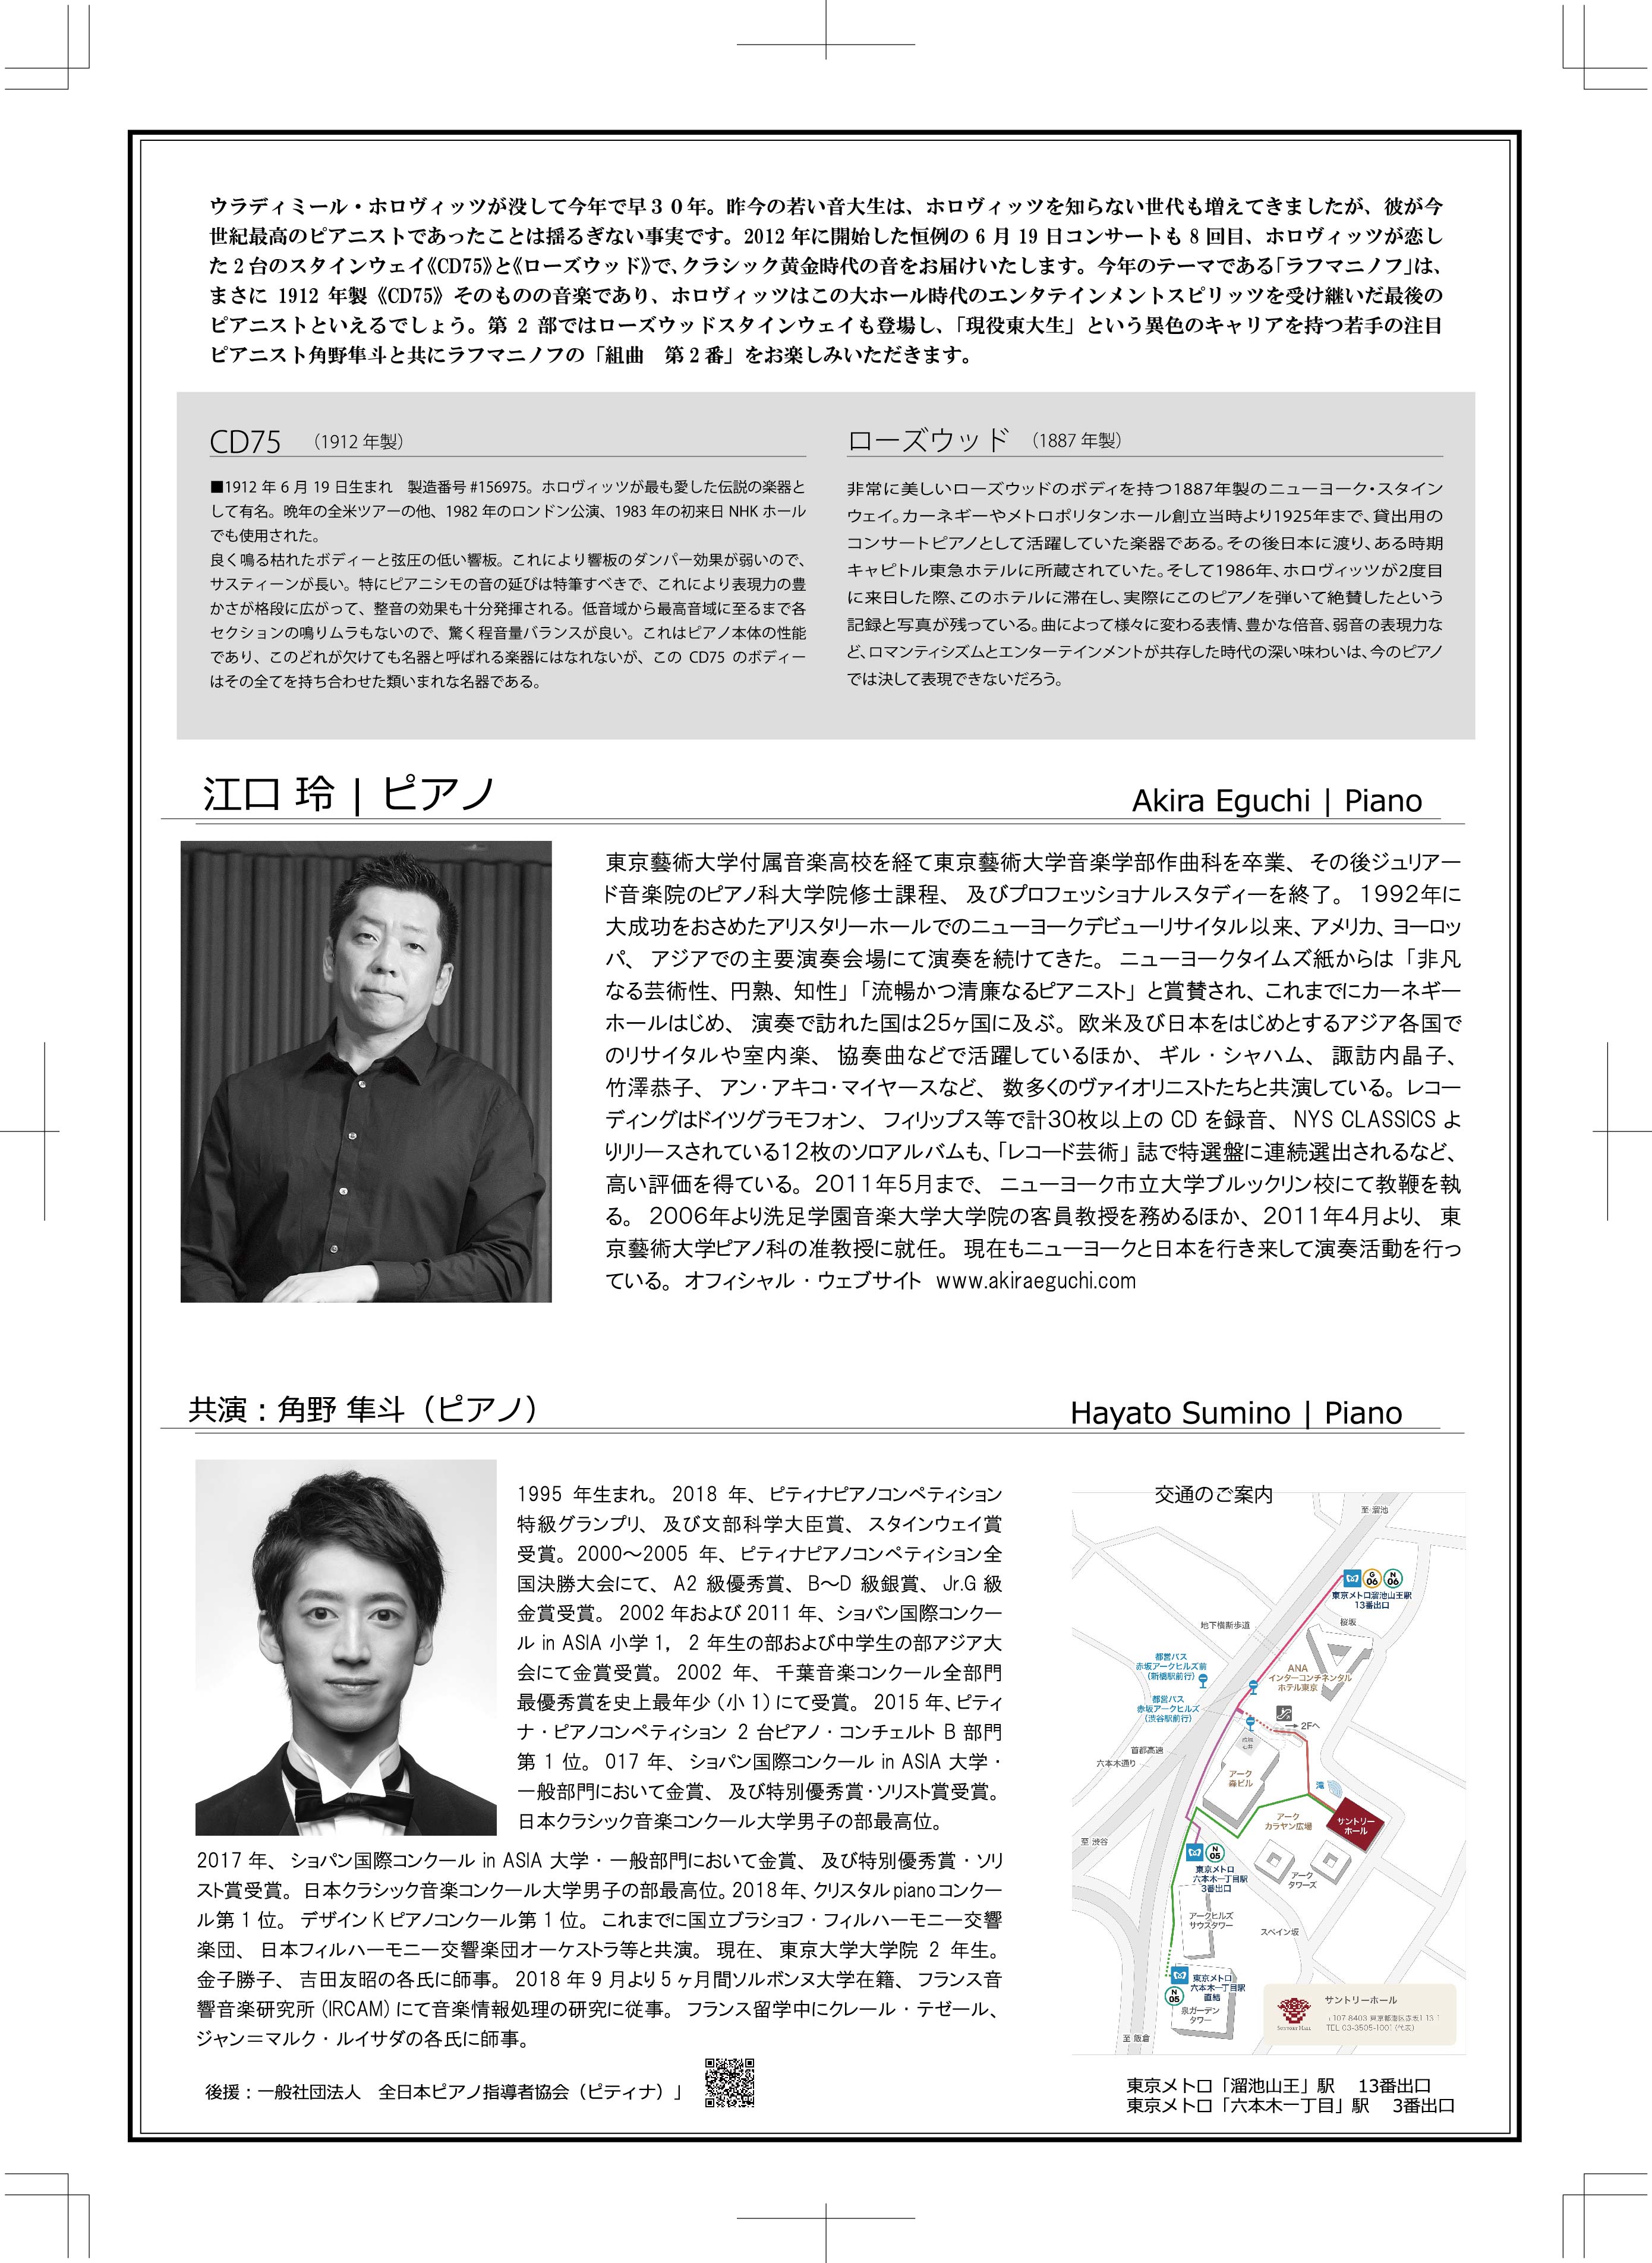 ウラディミール・ホロヴィッツが没して今年で早３０年。昨今の若い音大生は、ホロヴィッツを知らない世代も増えてきましたが、彼が今
世紀最高のピアニストであったことは揺るぎない事実です。2012 年に開始した恒例の 6 月 19 日コンサートも 8 回目、ホロヴィッツが恋し
た 2 台のスタインウェイ《CD75》と《ローズウッド》で、クラシック黄金時代の音をお届けいたします。今年のテーマである「ラフマニノフ」は、
まさに 1912 年製《CD75》そのものの音楽であり、ホロヴィッツはこの大ホール時代のエンタテインメントスピリッツを受け継いだ最後の
ピアニストといえるでしょう。第 2 部ではローズウッドスタインウェイも登場し、「現役東大生」という異色のキャリアを持つ若手の注目
ピアニスト角野隼斗と共にラフマニノフの「組曲　第 2 番」をお楽しみいただきます。
CD75　（1912 年製）
■1912 年 6 月 19 日生まれ　製造番号 #156975。ホロヴィッツが最も愛した伝説の楽器と
して有名。晩年の全米ツアーの他、1982 年のロンドン公演、1983 年の初来日 NHK ホール
でも使用された。
良く鳴る枯れたボディーと弦圧の低い響板。これにより響板のダンパー効果が弱いので、
サスティーンが長い。特にピアニシモの音の延びは特筆すべきで、これにより表現力の豊
かさが格段に広がって、整音の効果も十分発揮される。低音域から最高音域に至るまで各
セクションの鳴りムラもないので、驚く程音量バランスが良い。これはピアノ本体の性能
であり、このどれが欠けても名器と呼ばれる楽器にはなれないが、この CD75 のボディー
はその全てを持ち合わせた類いまれな名器である。
ローズウッド　（1887 年製）
非常に美しいローズウッドのボディを持つ1887年製のニューヨーク・スタイン
ウェイ。カーネギーやメトロポリタンホール創立当時より1925年まで、貸出用の
コンサートピアノとして活躍していた楽器である。その後日本に渡り、ある時期
キャピトル東急ホテルに所蔵されていた。そして1986年、ホロヴィッツが2度目
に来日した際、このホテルに滞在し、実際にこのピアノを弾いて絶賛したという
記録と写真が残っている。曲によって様々に変わる表情、豊かな倍音、弱音の表現力な
ど、ロマンティシズムとエンターテインメントが共存した時代の深い味わいは、今のピアノ
では決して表現できないだろう。
江口 玲 | ピアノ
Akira Eguchi | Piano
東京藝術大学付属音楽高校を経て東京藝術大学音楽学部作曲科を卒業、その後ジュリアー
ド音楽院のピアノ科大学院修士課程、及びプロフェッショナルスタディーを終了。1992年に
大成功をおさめたアリスタリーホールでのニューヨークデビューリサイタル以来、アメリカ、ヨーロッ
パ、アジアでの主要演奏会場にて演奏を続けてきた。ニューヨークタイムズ紙からは「非凡
なる芸術性、円熟、知性」「流暢かつ清廉なるピアニスト」と賞賛され、これまでにカーネギー
ホールはじめ、演奏で訪れた国は25ヶ国に及ぶ。欧米及び日本をはじめとするアジア各国で
のリサイタルや室内楽、協奏曲などで活躍しているほか、ギル・シャハム、諏訪内晶子、
竹澤恭子、アン・アキコ・マイヤースなど、数多くのヴァイオリニストたちと共演している。レコー
ディングはドイツグラモフォン、フィリップス等で計30枚以上の CD を録音、NYS CLASSICS よ
りリリースされている12枚のソロアルバムも、「レコード芸術」誌で特選盤に連続選出されるなど、
高い評価を得ている。2011年5月まで、ニューヨーク市立大学ブルックリン校にて教鞭を執
る。2006年より洗足学園音楽大学大学院の客員教授を務めるほか、2011年4月より、東
京藝術大学ピアノ科の准教授に就任。現在もニューヨークと日本を行き来して演奏活動を行っ
ている。オフィシャル・ウェブサイト www.akiraeguchi.com
共演：角野 隼斗（ピアノ）
Hayato Sumino | Piano
1995 年生まれ。2018 年、ピティナピアノコンペティション
特級グランプリ、及び文部科学大臣賞、スタインウェイ賞
受賞。2000～2005 年、ピティナピアノコンペティション全
国決勝大会にて、A2 級優秀賞、B～D 級銀賞、Jr.G 級
金賞受賞。2002 年および 2011 年、ショパン国際コンクー
ル in ASIA 小学 1， 2 年生の部および中学生の部アジア大
会にて金賞受賞。2002 年、千葉音楽コンクール全部門
最優秀賞を史上最年少（小 1）にて受賞。2015 年、ピティ
ナ・ピアノコンペティション 2 台ピアノ・コンチェルト B 部門
第 1 位。017 年、ショパン国際コンクール in ASIA 大学・
一般部門において金賞、及び特別優秀賞・ソリスト賞受賞。
日本クラシック音楽コンクール大学男子の部最高位。
2017 年、ショパン国際コンクール in ASIA 大学・一般部門において金賞、及び特別優秀賞・ソリ
スト賞受賞。日本クラシック音楽コンクール大学男子の部最高位。2018年、クリスタル pianoコンクー
ル第 1 位。デザイン K ピアノコンクール第 1 位。これまでに国立ブラショフ・フィルハーモニー交響
楽団、日本フィルハーモニー交響楽団オーケストラ等と共演。現在、東京大学大学院 2 年生。
金子勝子、吉田友昭の各氏に師事。2018 年 9 月より 5 ヶ月間ソルボンヌ大学在籍、フランス音
響音楽研究所 (IRCAM) にて音楽情報処理の研究に従事。フランス留学中にクレール・テゼール、
ジャン＝マルク・ルイサダの各氏に師事。
後援：一般社団法人　全日本ピアノ指導者協会（ピティナ）」
交通のご案内
至 溜池
G 06
N 06
東京メトロ溜池山王駅
13番出口
桜坂
地下横断歩道
都営バス
赤坂アークヒルズ前
（新橋駅前行）
ANA
インターコンチネンタル
ホテル東京
都営バス
赤坂アークヒルズ
（渋谷駅前行）
→ 2Fへ
首都高速
六本木通り
アーク
森ビル
滝
アーク
カラヤン広場
サントリー
ホール
至 渋谷
N 05
東京メトロ
六本木一丁目駅
3番出口
アーク
タワーズ
アークヒルズ
サウスタワー
スペイン坂
東京メトロ
六本木一丁目駅
直結
N 05
泉ガーデン
タワー
至 飯倉
サントリーホール
SUNTORY HALL
〒107-8403 東京都港区赤坂1-13-1
TEL 03-3505-1001 (代表)
東京メトロ「溜池山王」駅　13番出口
東京メトロ「六本木一丁目」駅　3番出口